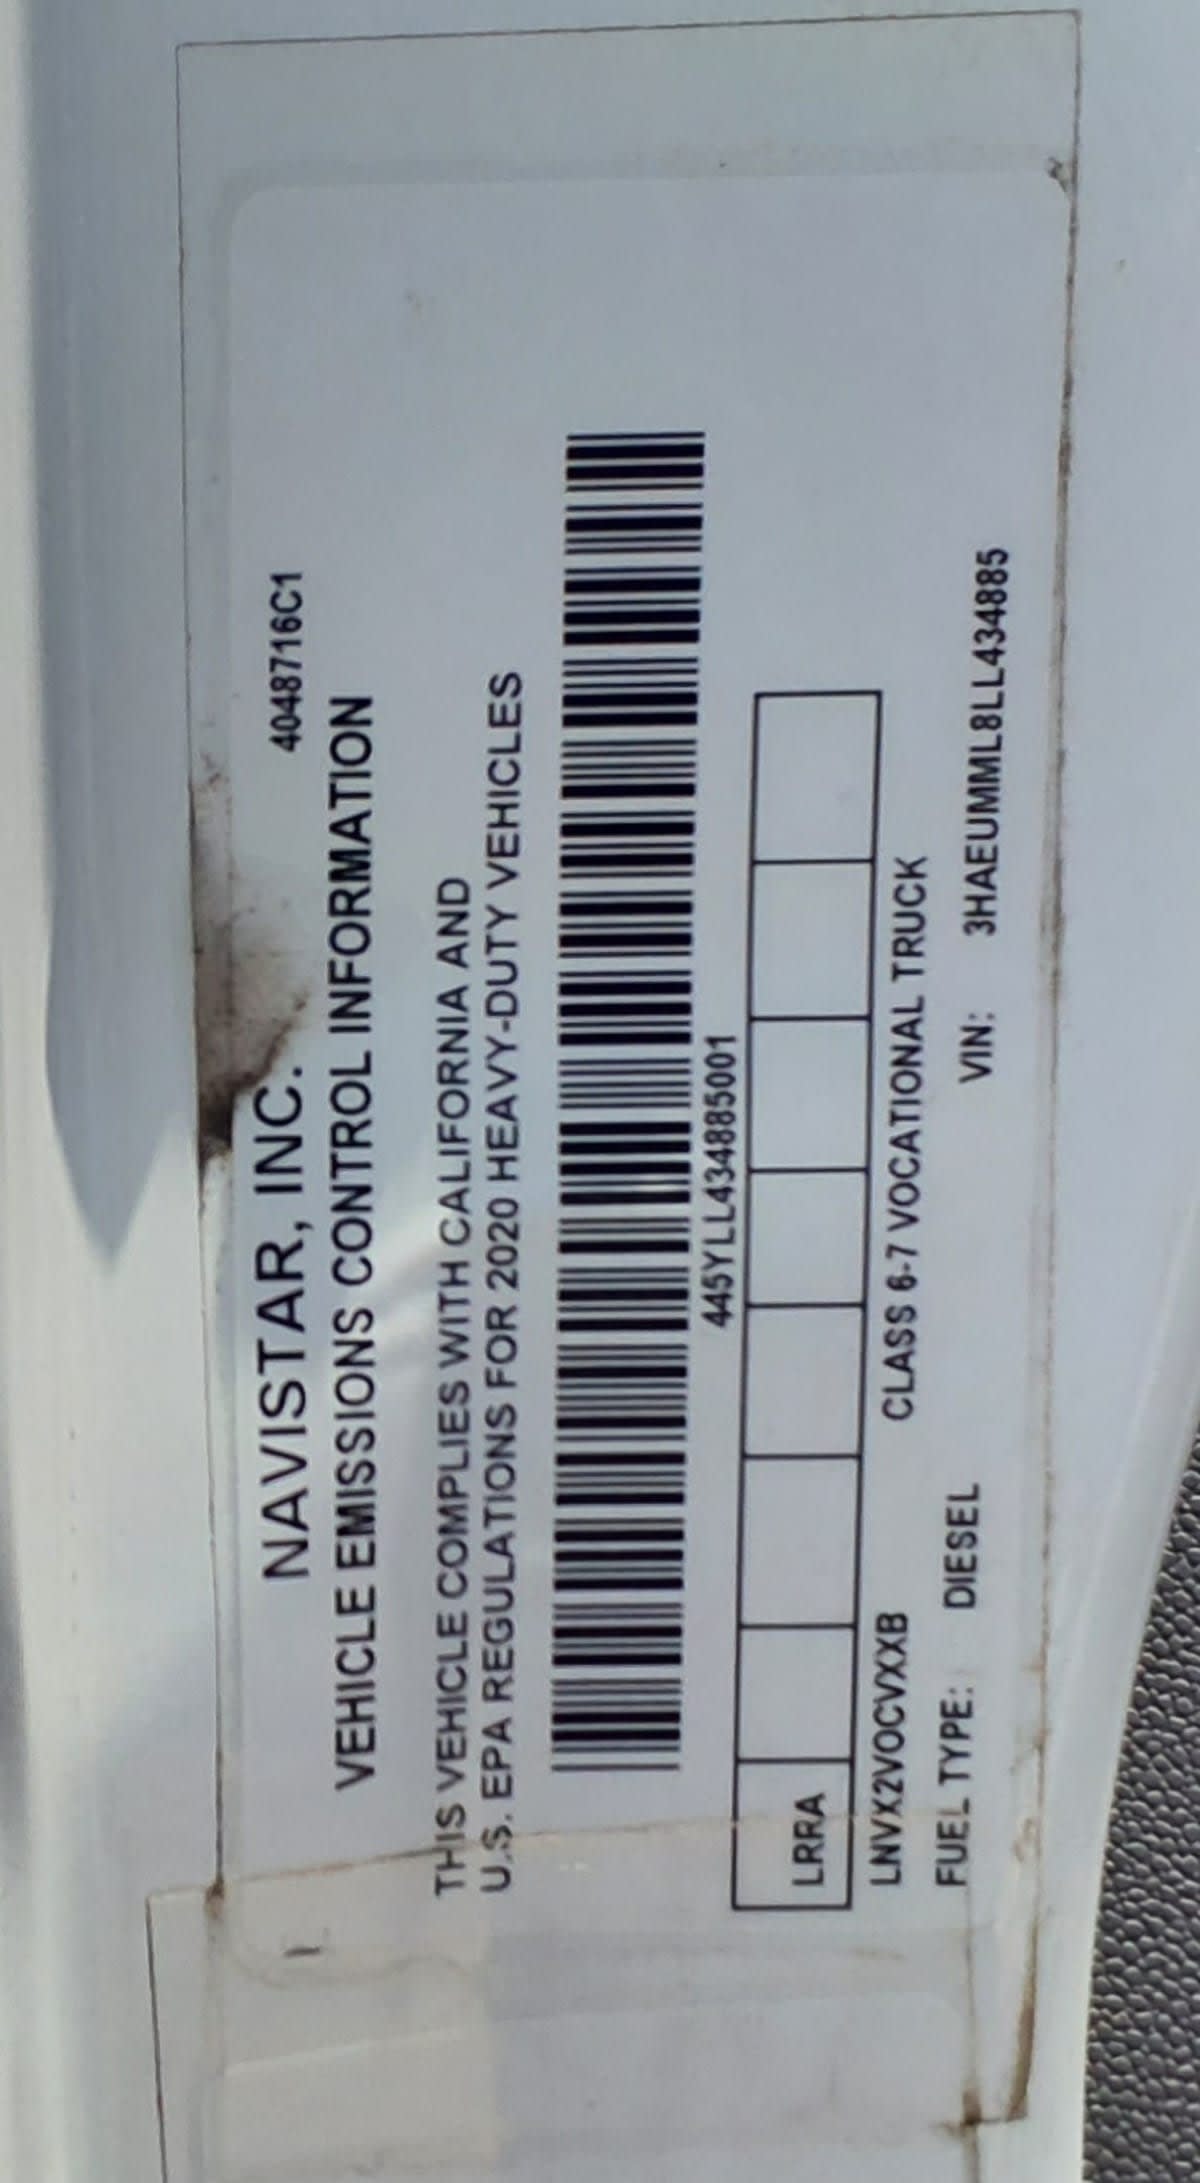 4048716C1
NAVISTAR, INC.
VEHICLE EMISSIONS CONTROL INFORMATION
THIS VEHICLE COMPLIES WITH CALIFORNIA AND
U.S. EPA REGULATIONS FOR 2020 HEAVY-DUTY VEHICLES
445YLL434885001
LRRA
LNVX2VOCVXXB CLASS 6-7 VOCATIONAL TRUCK
FUEL TYPE: DIESEL VIN: 3HAEUMML8LL434885